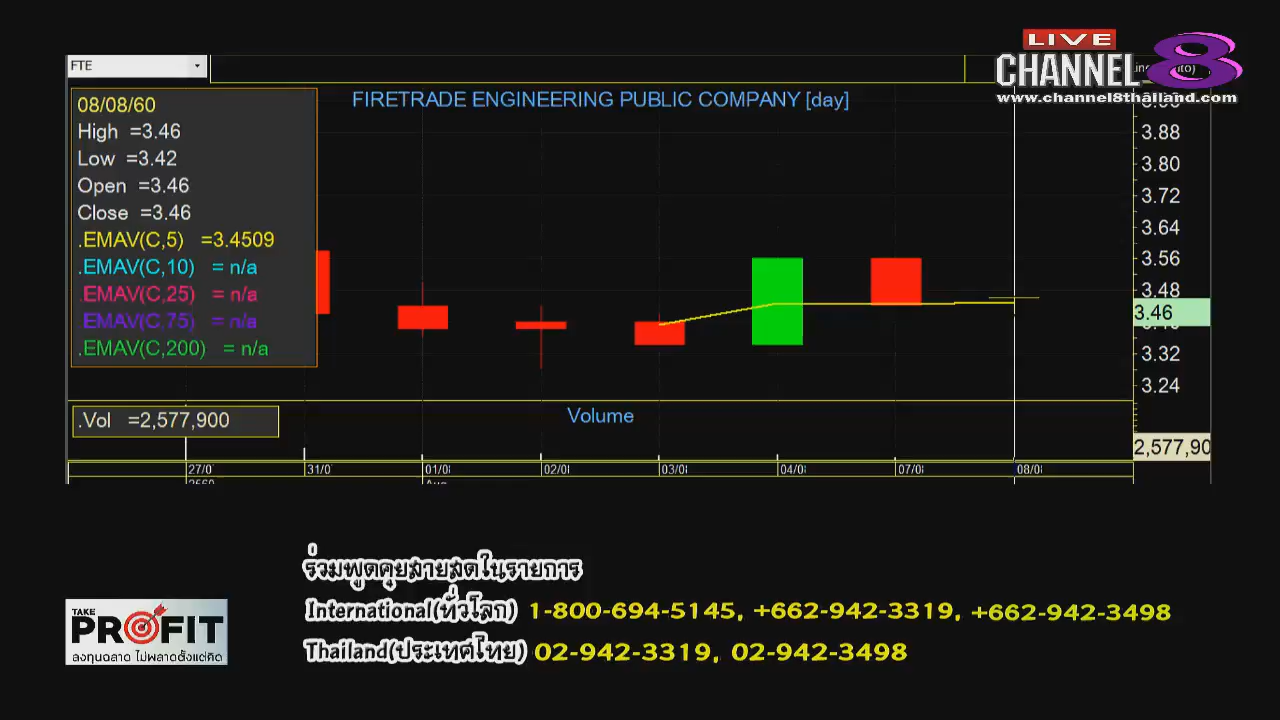 LIVE
CHANNEL 8
www.channel8thailand.com
FTE
FIRETRADE ENGINEERING PUBLIC COMPANY [day]
08/08/60
High =3.46
Low =3.42
Open =3.46
Close =3.46
.EMAV(C,5) =3.4509
.EMAV(C,10) = n/a
.EMAV(C,25) = n/a
.EMAV(C,75) = n/a
.EMAV(C,200) = n/a
3.88
3.80
3.72
3.64
3.56
3.48
3.46
3.32
3.24
.Vol =2,577,900
Volume
2,577,90
27/0 31/0 01/0 02/0 03/0 04/0 07/0 08/0
ร่วมพูดคุยสายสดในรายการ
International(ทั่วโลก) 1-800-694-5145, +662-942-3319, +662-942-3498
Thailand(ประเทศไทย) 02-942-3319, 02-942-3498
TAKE
PROFIT
ลงทุนฉลาด ไม่พลาดตั้งแต่คิด